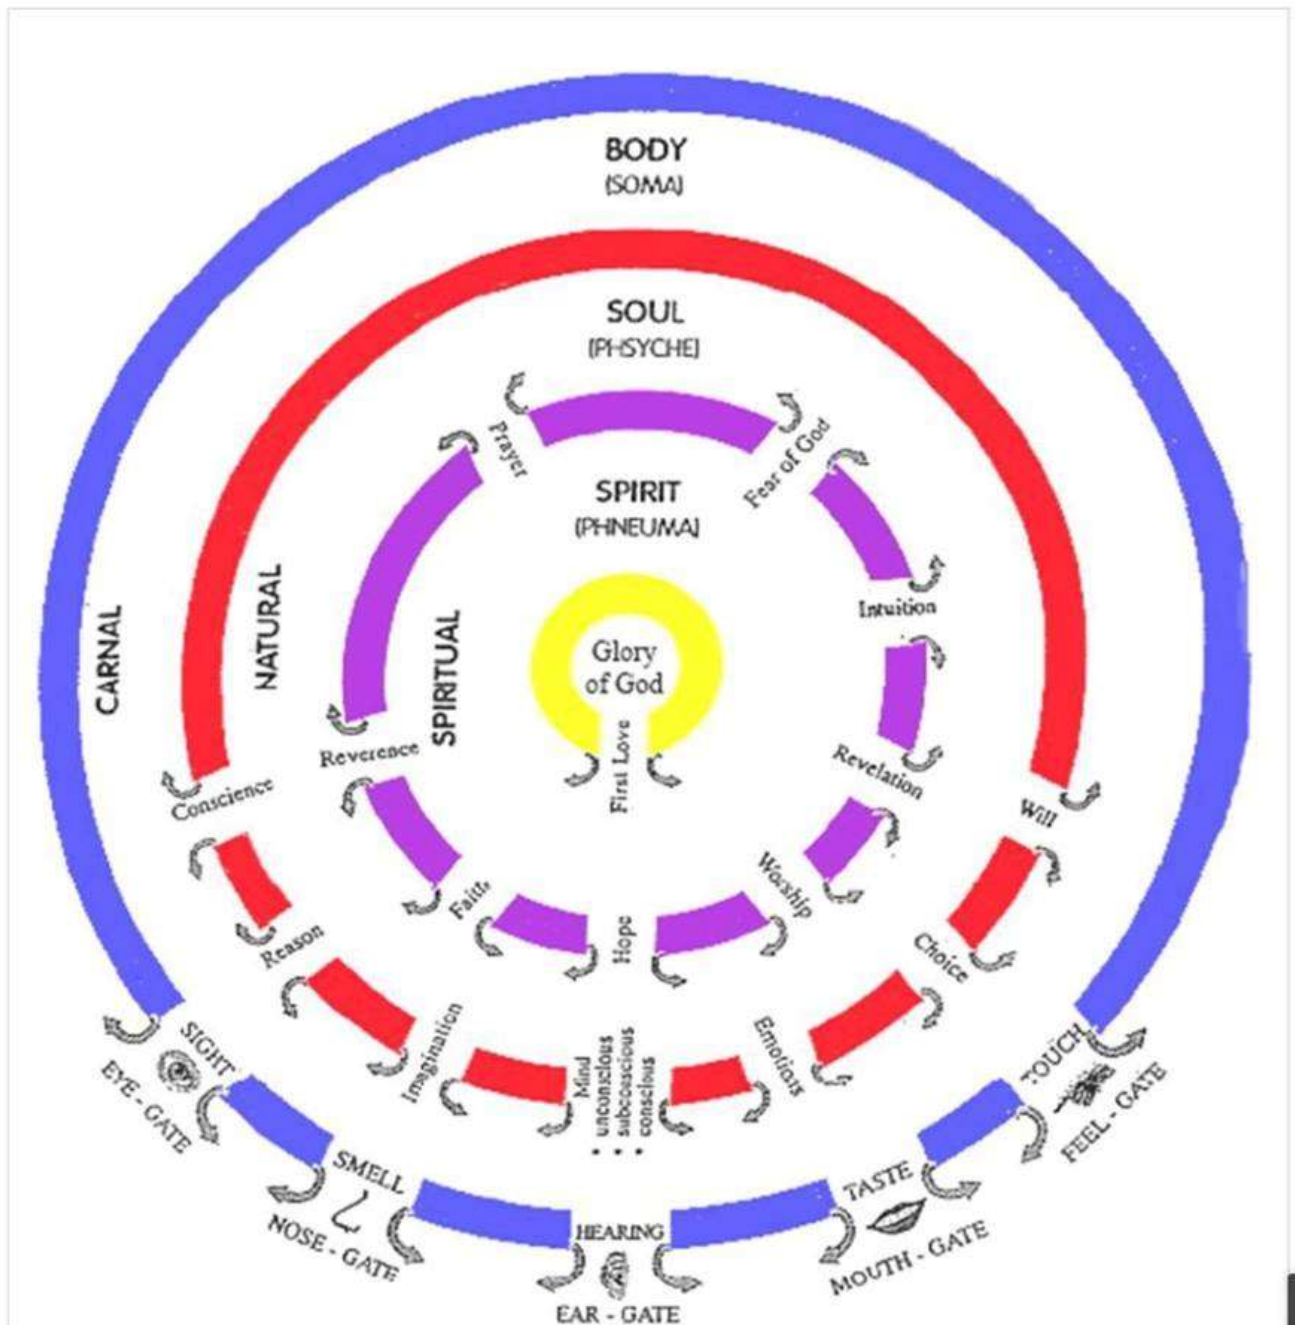 BODY
(SOMA)
SOUL
(PHSYCHE)
Prayer
Fear of God
SPIRIT
(PHNEUMA)
Intuition
CARNAL
NATURAL
SPIRITUAL
Glory
of God
First Love
Reverence
Revelation
Conscience
Will
Faith
Worship
Hope
Reason
Choice
Imagination
Mind
unconscious
subconscious
conscious
Emotions
SIGHT
EYE - GATE
TOUCH
FEEL - GATE
SMELL
NOSE - GATE
TASTE
MOUTH - GATE
HEARING
EAR - GATE